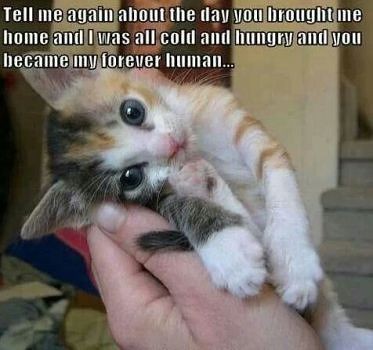 Tell me again about the day you brought me
home and I was all cold and hungry and you
became my forever human...